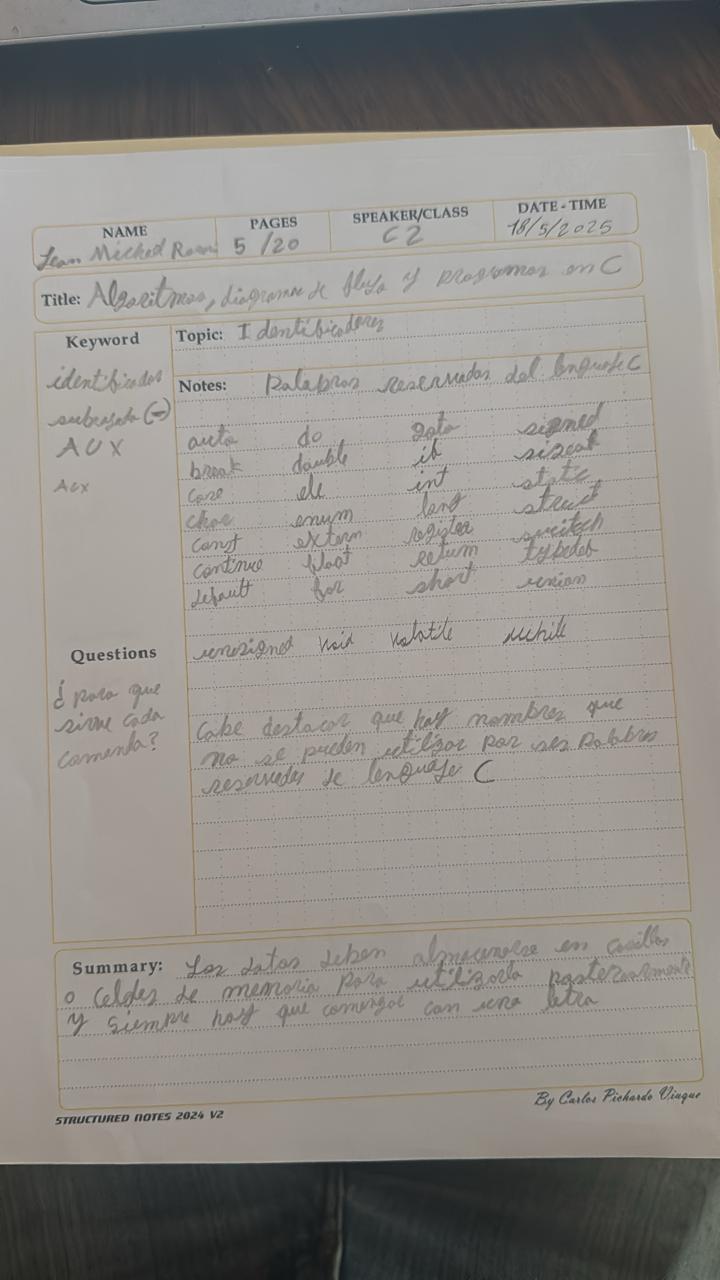 NAME PAGES SPEAKER/CLASS DATE - TIME
Jean Michel 5 /20 C2 18/5/2025
Title: Algoritmos, diagrama de flujo y programas en C
Keyword
Topic: Identificadores
identificados
Notes: Palabras reservadas del lenguaje C
subrayado (-)
AUX
Aux
auto do goto signed
break double if sizeof
case else int static
char enum long struct
const extern register switch
continue float return typedef
default for short union
unsigned void volatile while
Questions
¿para que
sirve cada
comenta?
Cabe destacar que hay nombres que
no se pueden utilizar por ser palabras
reservadas de lenguaje C
Summary: Los datos deben almacenarse en casillas
o celdas de memoria para utilizarla posteriormente
y siempre hay que comenzar con una letra
STRUCTURED NOTES 2024 V2
By Carlos Pichardo Viuque